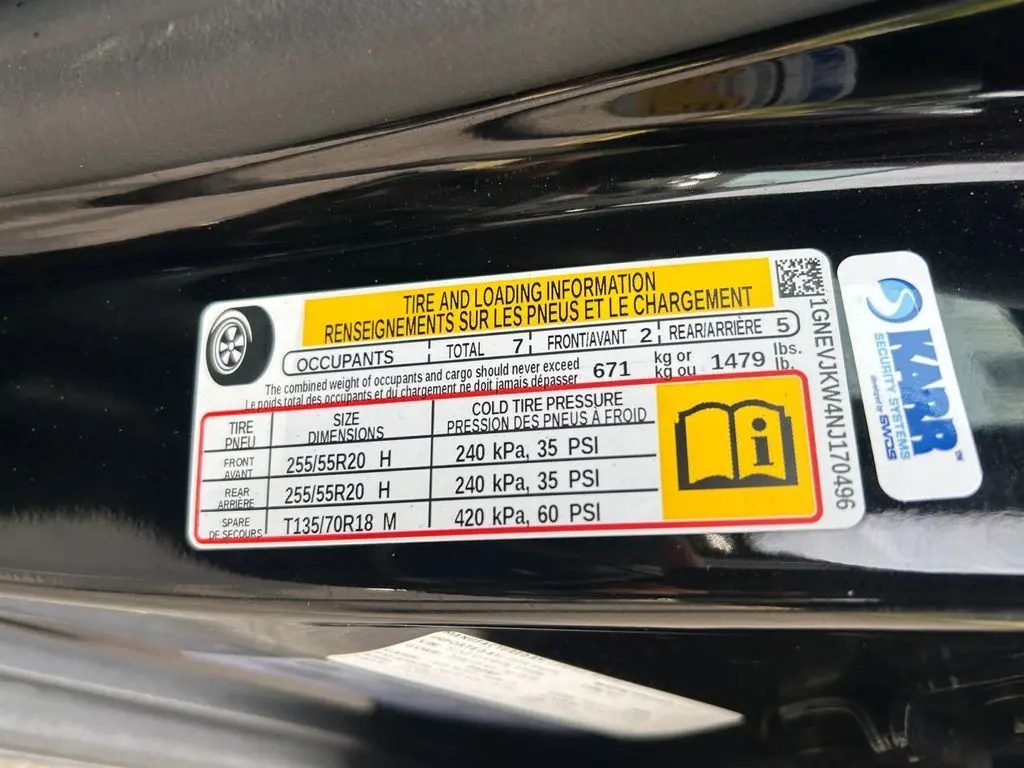 TIRE AND LOADING INFORMATION
RENSEIGNEMENTS SUR LES PNEUS ET LE CHARGEMENT
OCCUPANTS TOTAL 7 FRONT/AVANT 2 REAR/ARRIÈRE 5
The combined weight of occupants and cargo should never exceed 671 kg or 1479 lbs.
Le poids total des occupants et du chargement ne doit jamais dépasser kg ou lb.
TIRE SIZE COLD TIRE PRESSURE
PNEU DIMENSIONS PRESSION DES PNEUS À FROID
FRONT 255/55R20 H 240 kPa, 35 PSI
AVANT
REAR 255/55R20 H 240 kPa, 35 PSI
ARRIÈRE
SPARE T135/70R18 M 420 kPa, 60 PSI
DE SECOURS
1GNEVJKW4NJ170496
KARR™
SECURITY SYSTEMS
Developed by SWDS